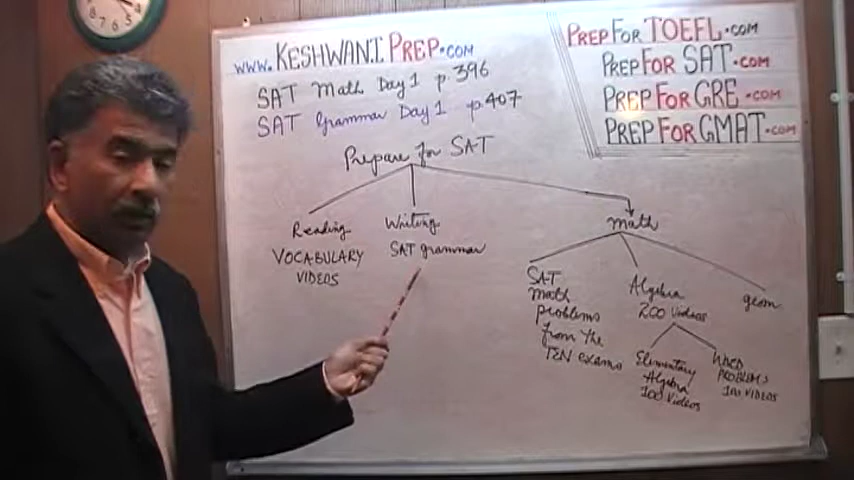 www.KESHWANIPREP.COM
SAT Math Day 1 p.396
SAT Grammar Day 1 p.407
PREPFORTOEFL.COM
PREPFORSAT.COM
PREPFORGRE.COM
PREPFORGMAT.COM
Prepare for SAT
Reading
VOCABULARY
VIDEOS
Writing
SAT grammar
Math
SAT
Math
problems
from the
TEN exams
Algebra
200 Videos
geom
Elementary
Algebra
100 Videos
WORD
PROBLEMS
100 VIDEOS